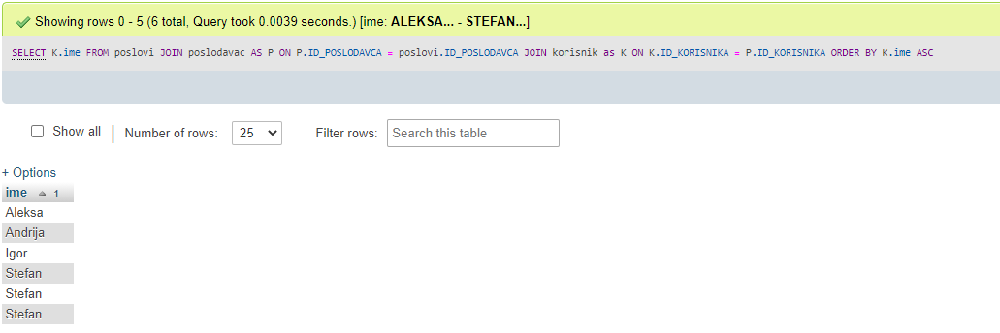 Showing rows 0 - 5 (6 total, Query took 0.0039 seconds.) [ime: ALEKSA... - STEFAN...]
SELECT K.ime FROM poslovi JOIN poslodavac AS P ON P.ID_POSLODAVCA = poslovi.ID_POSLODAVCA JOIN korisnik as K ON K.ID_KORISNIKA = P.ID_KORISNIKA ORDER BY K.ime ASC
Show all | Number of rows: 25 Filter rows: Search this table
+ Options
ime 1
Aleksa
Andrija
Igor
Stefan
Stefan
Stefan